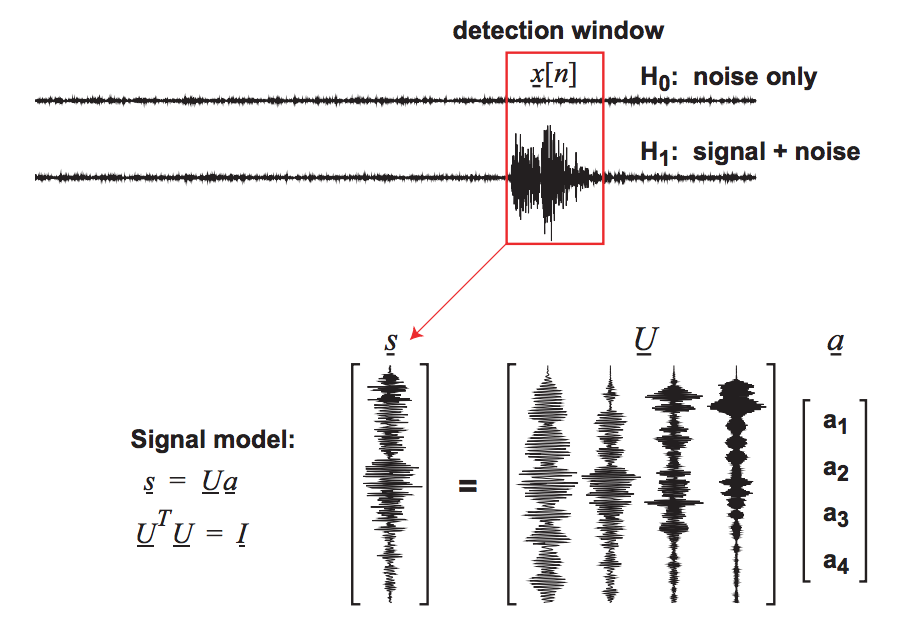 detection window
x[n]
H0: noise only
H1: signal + noise
s
U
a
Signal model:
s = Ua
U^T U = I
=
a1
a2
a3
a4